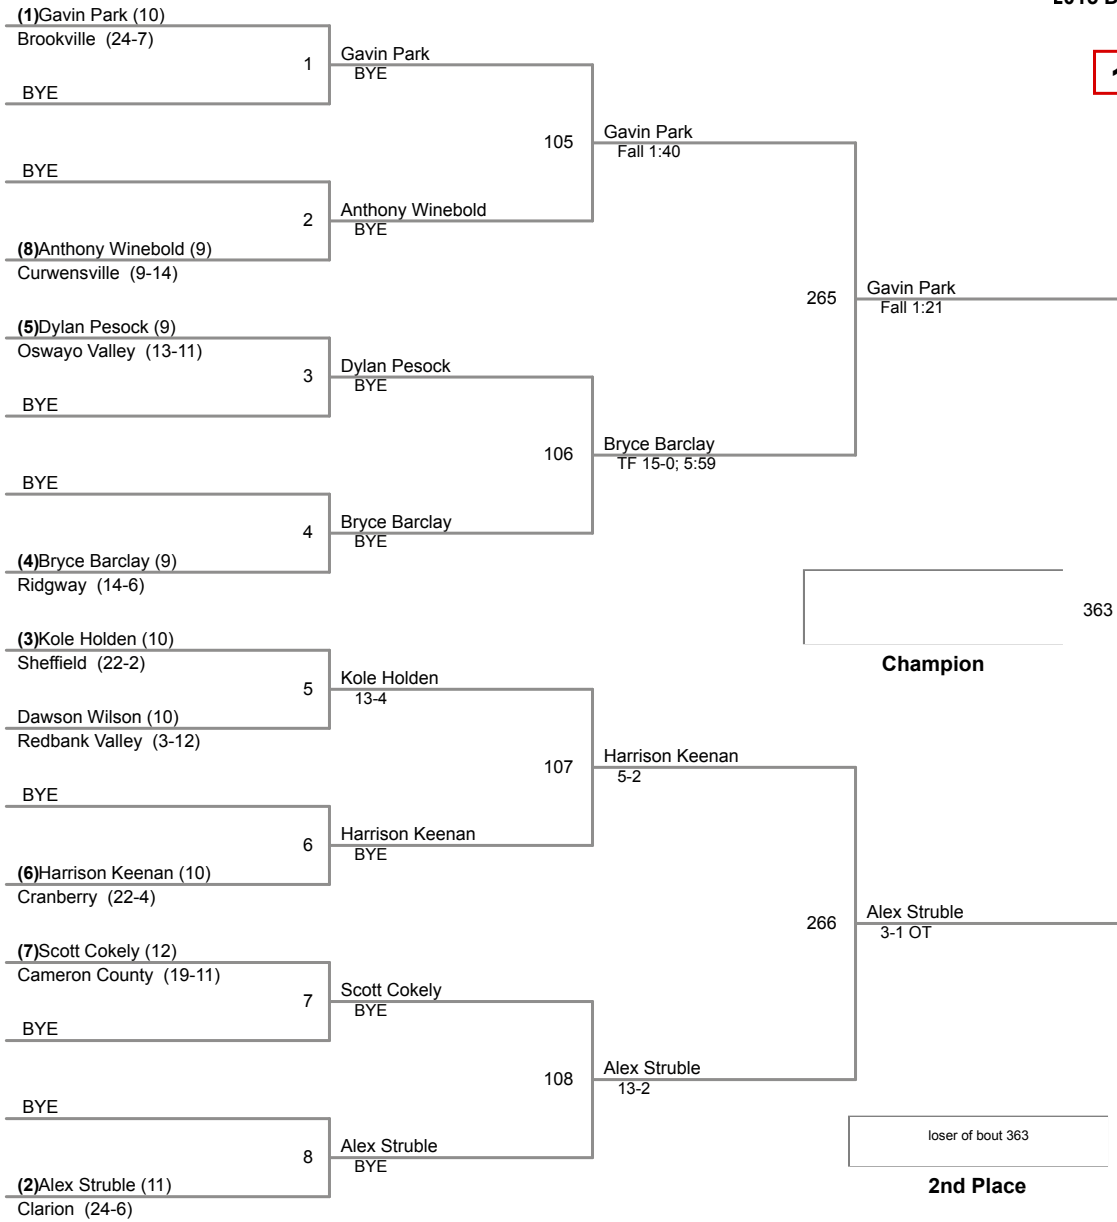 (1)Gavin Park (10)
Brookville (24-7)
1
BYE
Gavin Park
BYE
105
BYE
2
(8)Anthony Winebold (9)
Curwensville (9-14)
Anthony Winebold
BYE
Gavin Park
Fall 1:40
(5)Dylan Pesock (9)
Oswayo Valley (13-11)
3
BYE
Dylan Pesock
BYE
106
BYE
4
(4)Bryce Barclay (9)
Ridgway (14-6)
Bryce Barclay
BYE
Bryce Barclay
TF 15-0; 5:59
265
Gavin Park
Fall 1:21
363
Champion
(3)Kole Holden (10)
Sheffield (22-2)
5
Dawson Wilson (10)
Redbank Valley (3-12)
Kole Holden
13-4
107
BYE
6
(6)Harrison Keenan (10)
Cranberry (22-4)
Harrison Keenan
BYE
Harrison Keenan
5-2
266
Alex Struble
3-1 OT
(7)Scott Cokely (12)
Cameron County (19-11)
7
BYE
Scott Cokely
BYE
108
BYE
8
(2)Alex Struble (11)
Clarion (24-6)
Alex Struble
BYE
Alex Struble
13-2
loser of bout 363
2nd Place